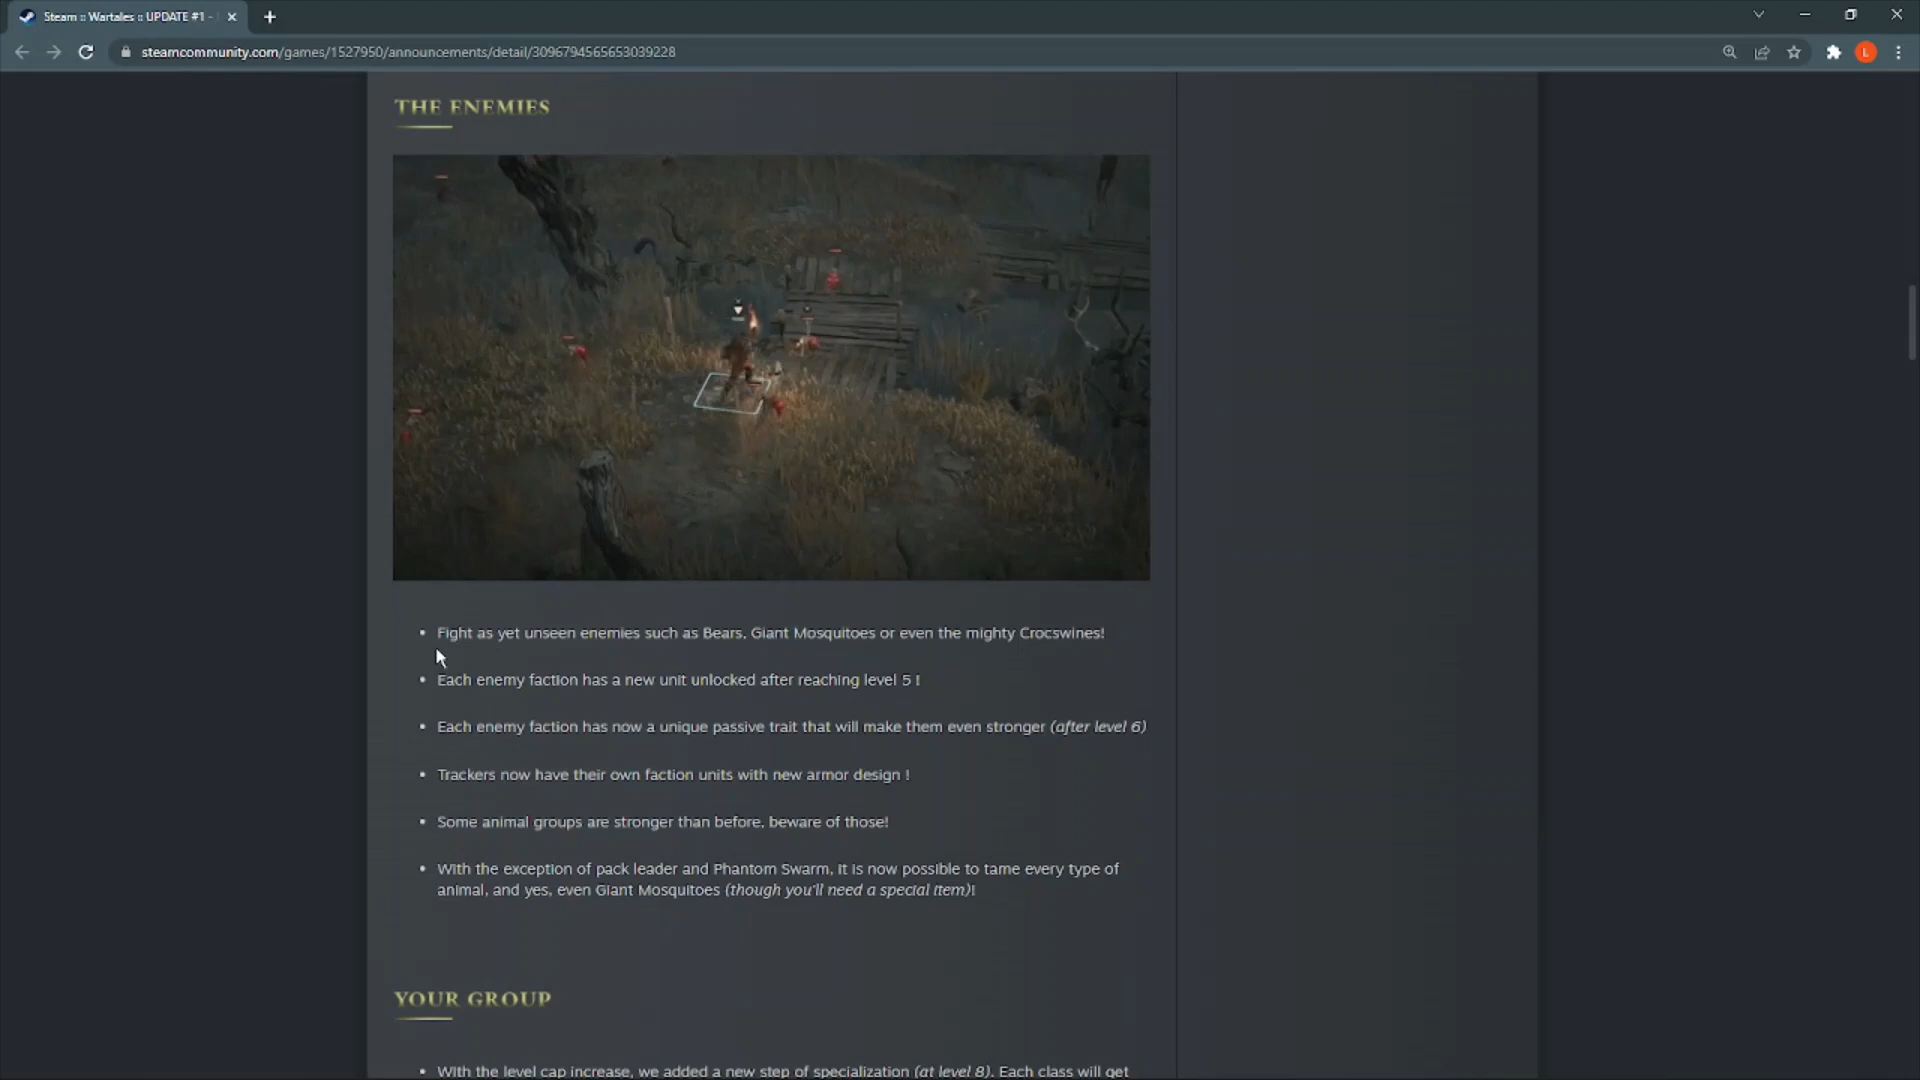 Steam :: Wartales :: UPDATE #1 -
steamcommunity.com/games/1527950/announcements/detail/3096794565653039228
L
THE ENEMIES
• Fight as yet unseen enemies such as Bears, Giant Mosquitoes or even the mighty Crocswines!
• Each enemy faction has a new unit unlocked after reaching level 5 !
• Each enemy faction has now a unique passive trait that will make them even stronger (after level 6)
• Trackers now have their own faction units with new armor design !
• Some animal groups are stronger than before, beware of those!
• With the exception of pack leader and Phantom Swarm, it is now possible to tame every type of
animal, and yes, even Giant Mosquitoes (though you'll need a special item)!
YOUR GROUP
• With the level cap increase, we added a new step of specialization (at level 8). Each class will get